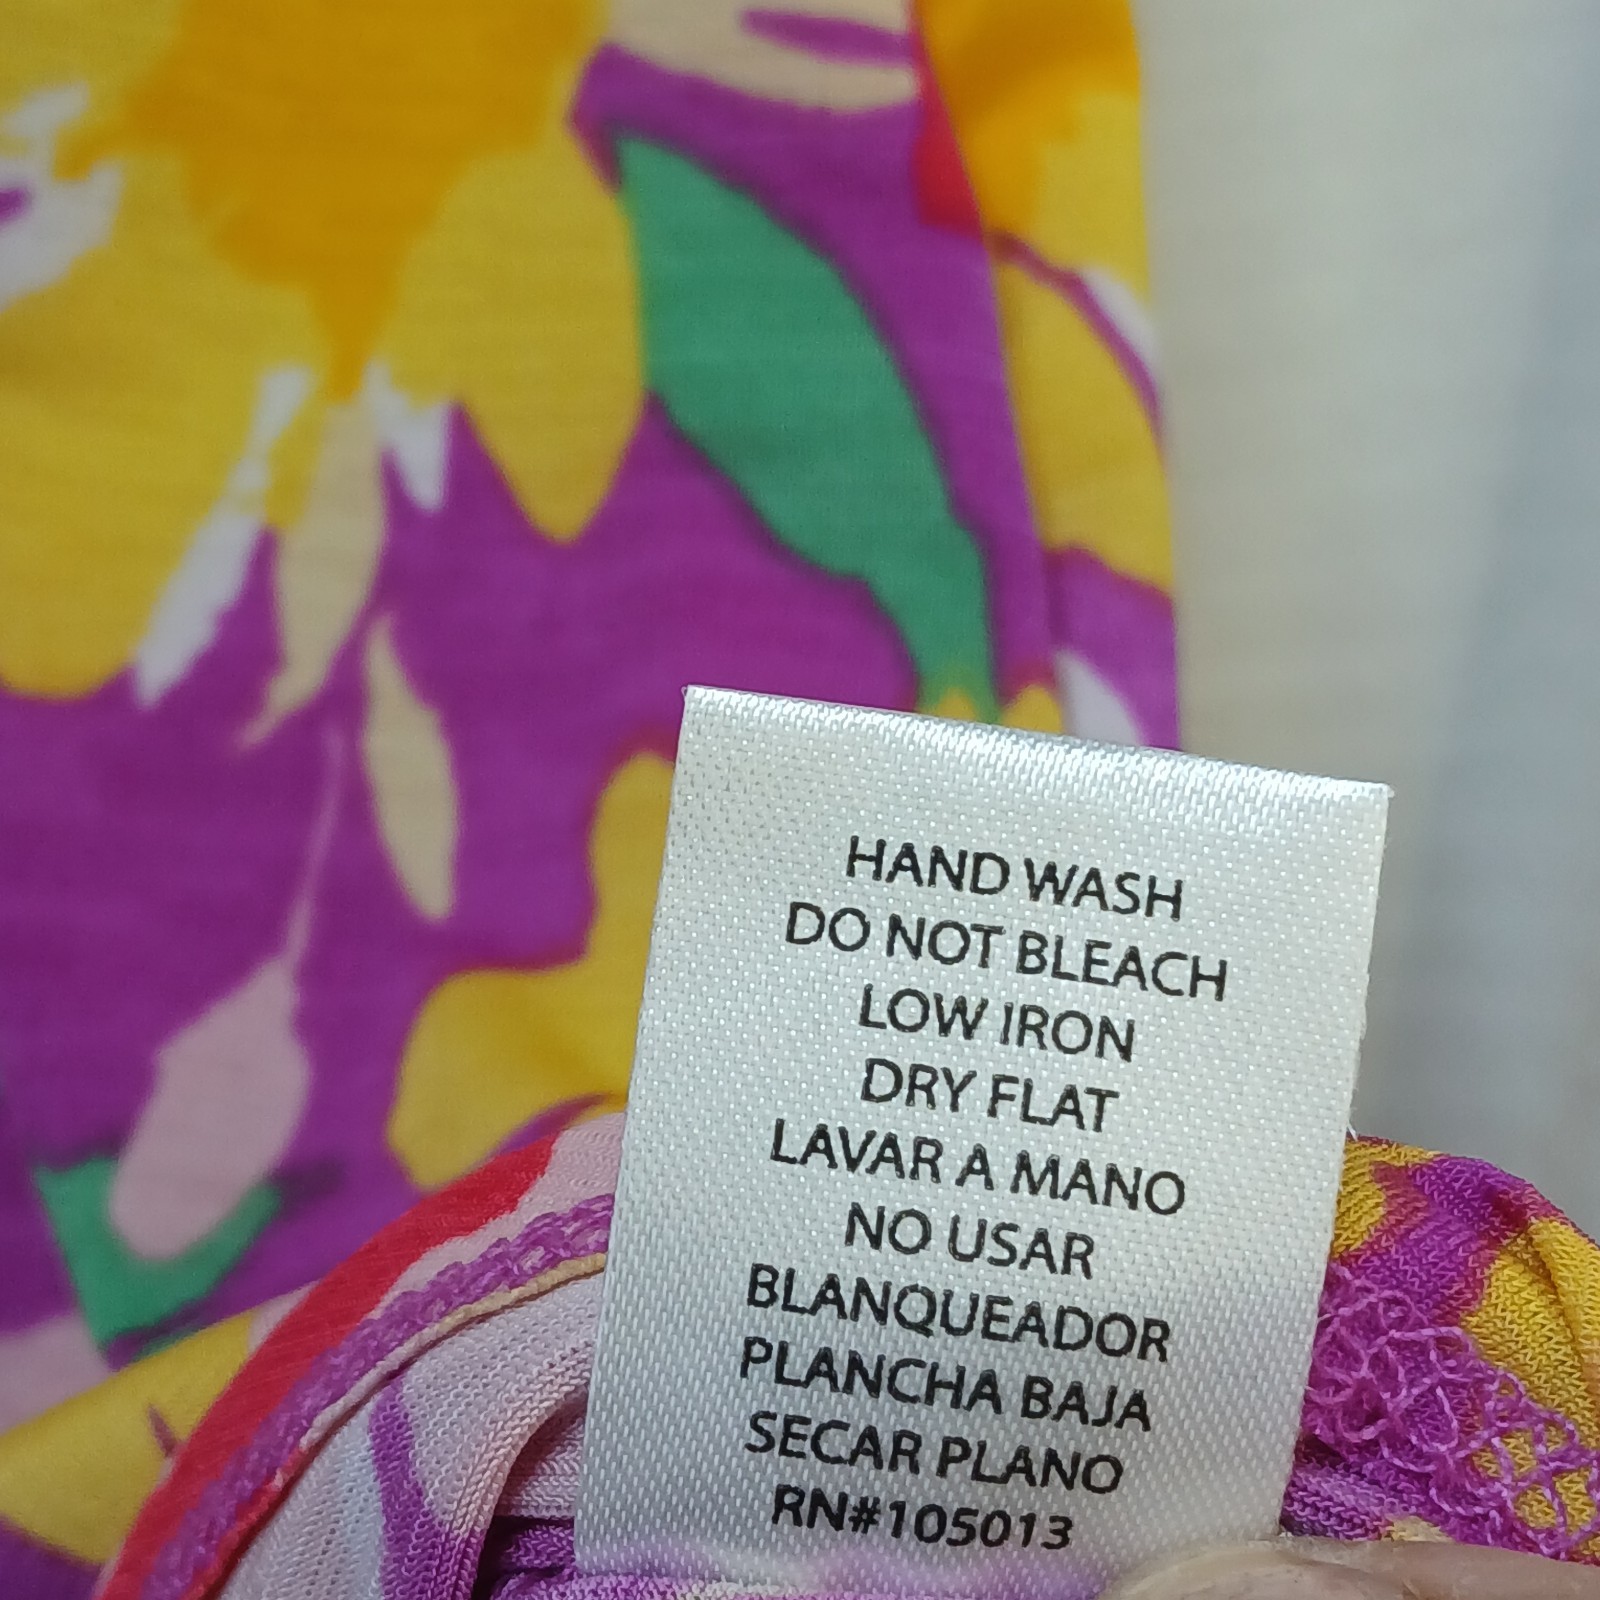 HAND WASH
DO NOT BLEACH
LOW IRON
DRY FLAT
LAVAR A MANO
NO USAR
BLANQUEADOR
PLANCHA BAJA
SECAR PLANO
RN#105013